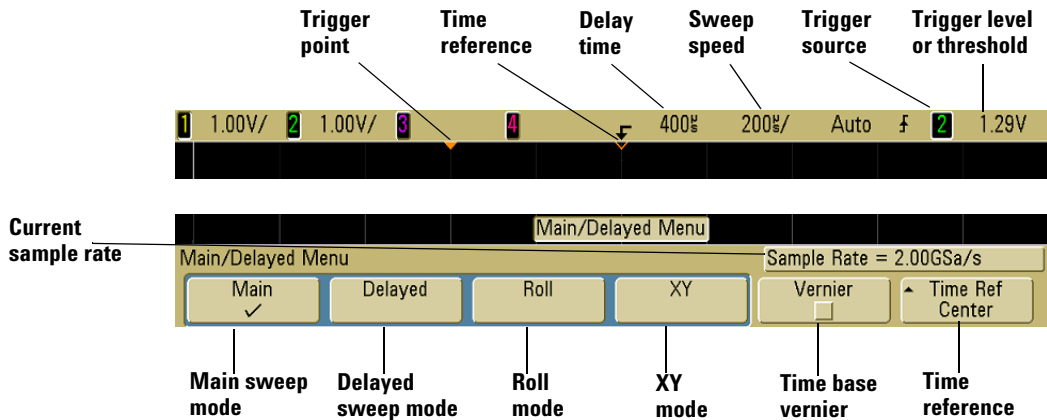 Trigger point
Time reference
Delay time
Sweep speed
Trigger source
Trigger level or threshold
1 1.00V/ 2 1.00V/ 3 4 400 200 / Auto 2 1.29V
Current sample rate
Main/Delayed Menu
Main/Delayed Menu
Sample Rate = 2.00GSa/s
Main
Delayed
Roll
XY
Vernier
Time Ref
Center
Main sweep mode
Delayed sweep mode
Roll mode
XY mode
Time base vernier
Time reference